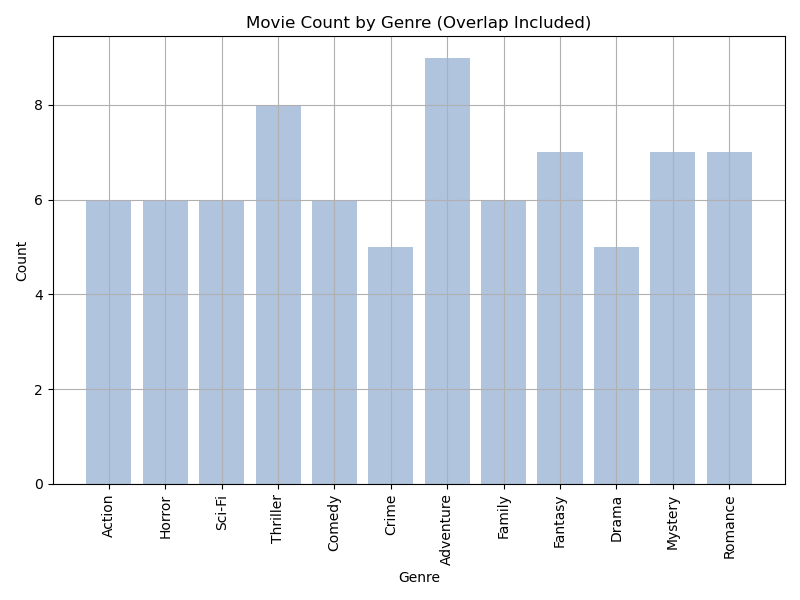 Movie Count by Genre (Overlap Included)
Count
8
6
4
2
0
Action
Horror
Sci-Fi
Thriller
Comedy
Crime
Adventure
Family
Fantasy
Drama
Mystery
Romance
Genre